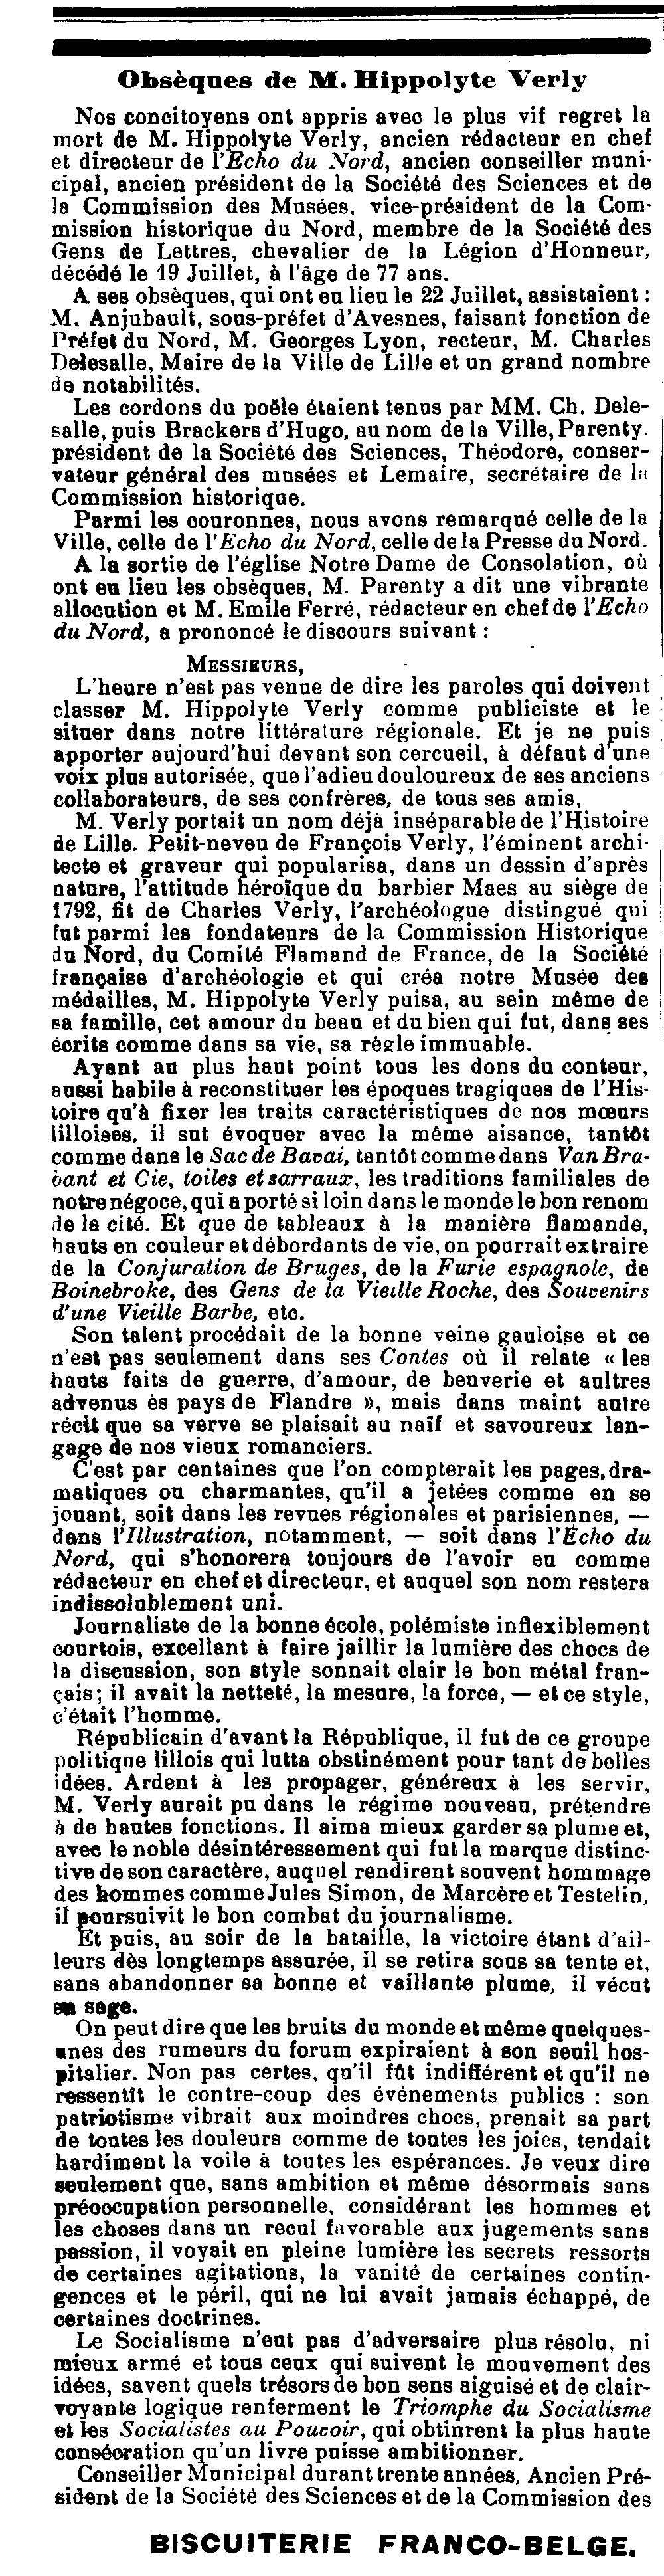 Obsèques de M. Hippolyte Verly
Nos concitoyens ont appris avec le plus vif regret la
mort de M. Hippolyte Verly, ancien rédacteur en chef
et directeur de l'Echo du Nord, ancien conseiller muni-
cipal, ancien président de la Société des Sciences et de
la Commission des Musées, vice-président de la Com-
mission historique du Nord, membre de la Société des
Gens de Lettres, chevalier de la Légion d'Honneur,
décédé le 19 Juillet, à l'âge de 77 ans.
A ses obsèques, qui ont eu lieu le 22 Juillet, assistaient :
M. Anjubault, sous-préfet d'Avesnes, faisant fonction de
Préfet du Nord, M. Georges Lyon, recteur, M. Charles
Delesalle, Maire de la Ville de Lille et un grand nombre
de notabilités.
Les cordons du poële étaient tenus par MM. Ch. Dele-
salle, puis Brackers d'Hugo, au nom de la Ville, Parenty.
président de la Société des Sciences, Théodore, conser-
vateur général des musées et Lemaire, secrétaire de la
Commission historique.
Parmi les couronnes, nous avons remarqué celle de la
Ville, celle de l'Echo du Nord, celle de la Presse du Nord.
A la sortie de l'église Notre Dame de Consolation, où
ont eu lieu les obsèques, M. Parenty a dit une vibrante
allocution et M. Emile Ferré, rédacteur en chef de l'Echo
du Nord, a prononcé le discours suivant :
MESSIEURS,
L'heure n'est pas venue de dire les paroles qui doivent
classer M. Hippolyte Verly comme publiciste et le
situer dans notre littérature régionale. Et je ne puis
apporter aujourd'hui devant son cercueil, à défaut d'une
voix plus autorisée, que l'adieu douloureux de ses anciens
collaborateurs, de ses confrères, de tous ses amis,
M. Verly portait un nom déjà inséparable de l'Histoire
de Lille. Petit-neveu de François Verly, l'éminent archi-
tecte et graveur qui popularisa, dans un dessin d'après
nature, l'attitude héroïque du barbier Maes au siège de
1792, fit de Charles Verly, l'archéologue distingué qui
fut parmi les fondateurs de la Commission Historique
du Nord, du Comité Flamand de France, de la Société
française d'archéologie et qui créa notre Musée des
médailles, M. Hippolyte Verly puisa, au sein même de
sa famille, cet amour du beau et du bien qui fut, dans ses
écrits comme dans sa vie, sa règle immuable.
Ayant au plus haut point tous les dons du conteur,
aussi habile à reconstituer les époques tragiques de l'His-
toire qu'à fixer les traits caractéristiques de nos mœurs
lilloises, il sut évoquer avec la même aisance, tantôt
comme dans le Sac de Bavai, tantôt comme dans Van Bra-
bant et Cie, toiles et sarraux, les traditions familiales de
notre négoce, qui a porté si loin dans le monde le bon renom
de la cité. Et que de tableaux à la manière flamande,
hauts en couleur et débordants de vie, on pourrait extraire
de la Conjuration de Bruges, de la Furie espagnole, de
Boinebroke, des Gens de la Vieille Roche, des Souvenirs
d'une Vieille Barbe, etc.
Son talent procédait de la bonne veine gauloise et ce
n'est pas seulement dans ses Contes où il relate « les
hauts faits de guerre, d'amour, de beuverie et aultres
advenus ès pays de Flandre », mais dans maint autre
récit que sa verve se plaisait au naïf et savoureux lan-
gage de nos vieux romanciers.
C'est par centaines que l'on compterait les pages, dra-
matiques ou charmantes, qu'il a jetées comme en se
jouant, soit dans les revues régionales et parisiennes, —
dans l'Illustration, notamment, — soit dans l'Echo du
Nord, qui s'honorera toujours de l'avoir eu comme
rédacteur en chef et directeur, et auquel son nom restera
indissolublement uni.
Journaliste de la bonne école, polémiste inflexiblement
courtois, excellant à faire jaillir la lumière des chocs de
la discussion, son style sonnait clair le bon métal fran-
çais; il avait la netteté, la mesure, la force, — et ce style,
c'était l'homme.
Républicain d'avant la République, il fut de ce groupe
politique lillois qui lutta obstinément pour tant de belles
idées. Ardent à les propager, généreux à les servir,
M. Verly aurait pu dans le régime nouveau, prétendre
à de hautes fonctions. Il aima mieux garder sa plume et,
avec le noble désintéressement qui fut la marque distinc-
tive de son caractère, auquel rendirent souvent hommage
des hommes comme Jules Simon, de Marcère et Testelin,
il poursuivit le bon combat du journalisme.
Et puis, au soir de la bataille, la victoire étant d'ail-
leurs dès longtemps assurée, il se retira sous sa tente et,
sans abandonner sa bonne et vaillante plume, il vécut
en sage.
On peut dire que les bruits du monde et même quelques-
unes des rumeurs du forum expiraient à son seuil hos-
pitalier. Non pas certes, qu'il fût indifférent et qu'il ne
ressentit le contre-coup des événements publics : son
patriotisme vibrait aux moindres chocs, prenait sa part
de toutes les douleurs comme de toutes les joies, tendait
hardiment la voile à toutes les espérances. Je veux dire
seulement que, sans ambition et même désormais sans
préoccupation personnelle, considérant les hommes et
les choses dans un recul favorable aux jugements sans
passion, il voyait en pleine lumière les secrets ressorts
de certaines agitations, la vanité de certaines contin-
gences et le péril, qui ne lui avait jamais échappé, de
certaines doctrines.
Le Socialisme n'eut pas d'adversaire plus résolu, ni
mieux armé et tous ceux qui suivent le mouvement des
idées, savent quels trésors de bon sens aiguisé et de clair-
voyante logique renferment le Triomphe du Socialisme
et les Socialistes au Pouvoir, qui obtinrent la plus haute
consécration qu'un livre puisse ambitionner.
Conseiller Municipal durant trente années, Ancien Pré-
sident de la Société des Sciences et de la Commission des
BISCUITERIE FRANCO-BELGE.